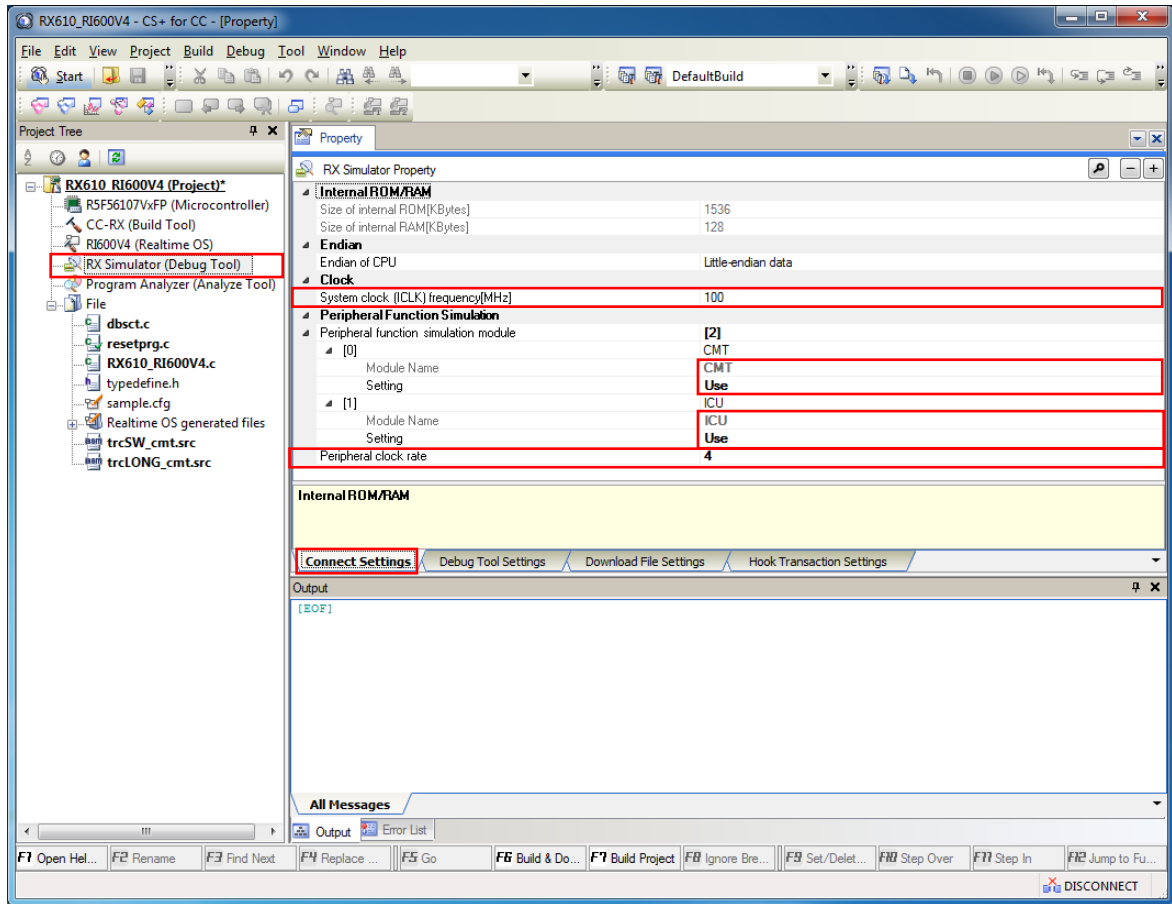 RX610_RI600V4 - CS+ for CC - [Property]
File Edit View Project Build Debug Tool Window Help
Start DefaultBuild
Project Tree
RX610_RI600V4 (Project)*
R5F56107VxFP (Microcontroller)
CC-RX (Build Tool)
RI600V4 (Realtime OS)
RX Simulator (Debug Tool)
Program Analyzer (Analyze Tool)
File
dbsct.c
resetprg.c
RX610_RI600V4.c
typedefine.h
sample.cfg
Realtime OS generated files
trcSW_cmt.src
trcLONG_cmt.src
Property
RX Simulator Property
Internal ROM/RAM
Size of internal ROM[KBytes] 1536
Size of internal RAM[KBytes] 128
Endian
Endian of CPU Little-endian data
Clock
System clock (ICLK) frequency[MHz] 100
Peripheral Function Simulation
Peripheral function simulation module [2]
[0] CMT
Module Name CMT
Setting Use
[1] ICU
Module Name ICU
Setting Use
Peripheral clock rate 4
Internal ROM/RAM
Connect Settings Debug Tool Settings Download File Settings Hook Transaction Settings
Output
[EOF]
All Messages
Output Error List
F1 Open Hel... F2 Rename F3 Find Next F4 Replace ... F5 Go F6 Build & Do... F7 Build Project F8 Ignore Bre... F9 Set/Delet... F10 Step Over F11 Step In F12 Jump to Fu...
DISCONNECT